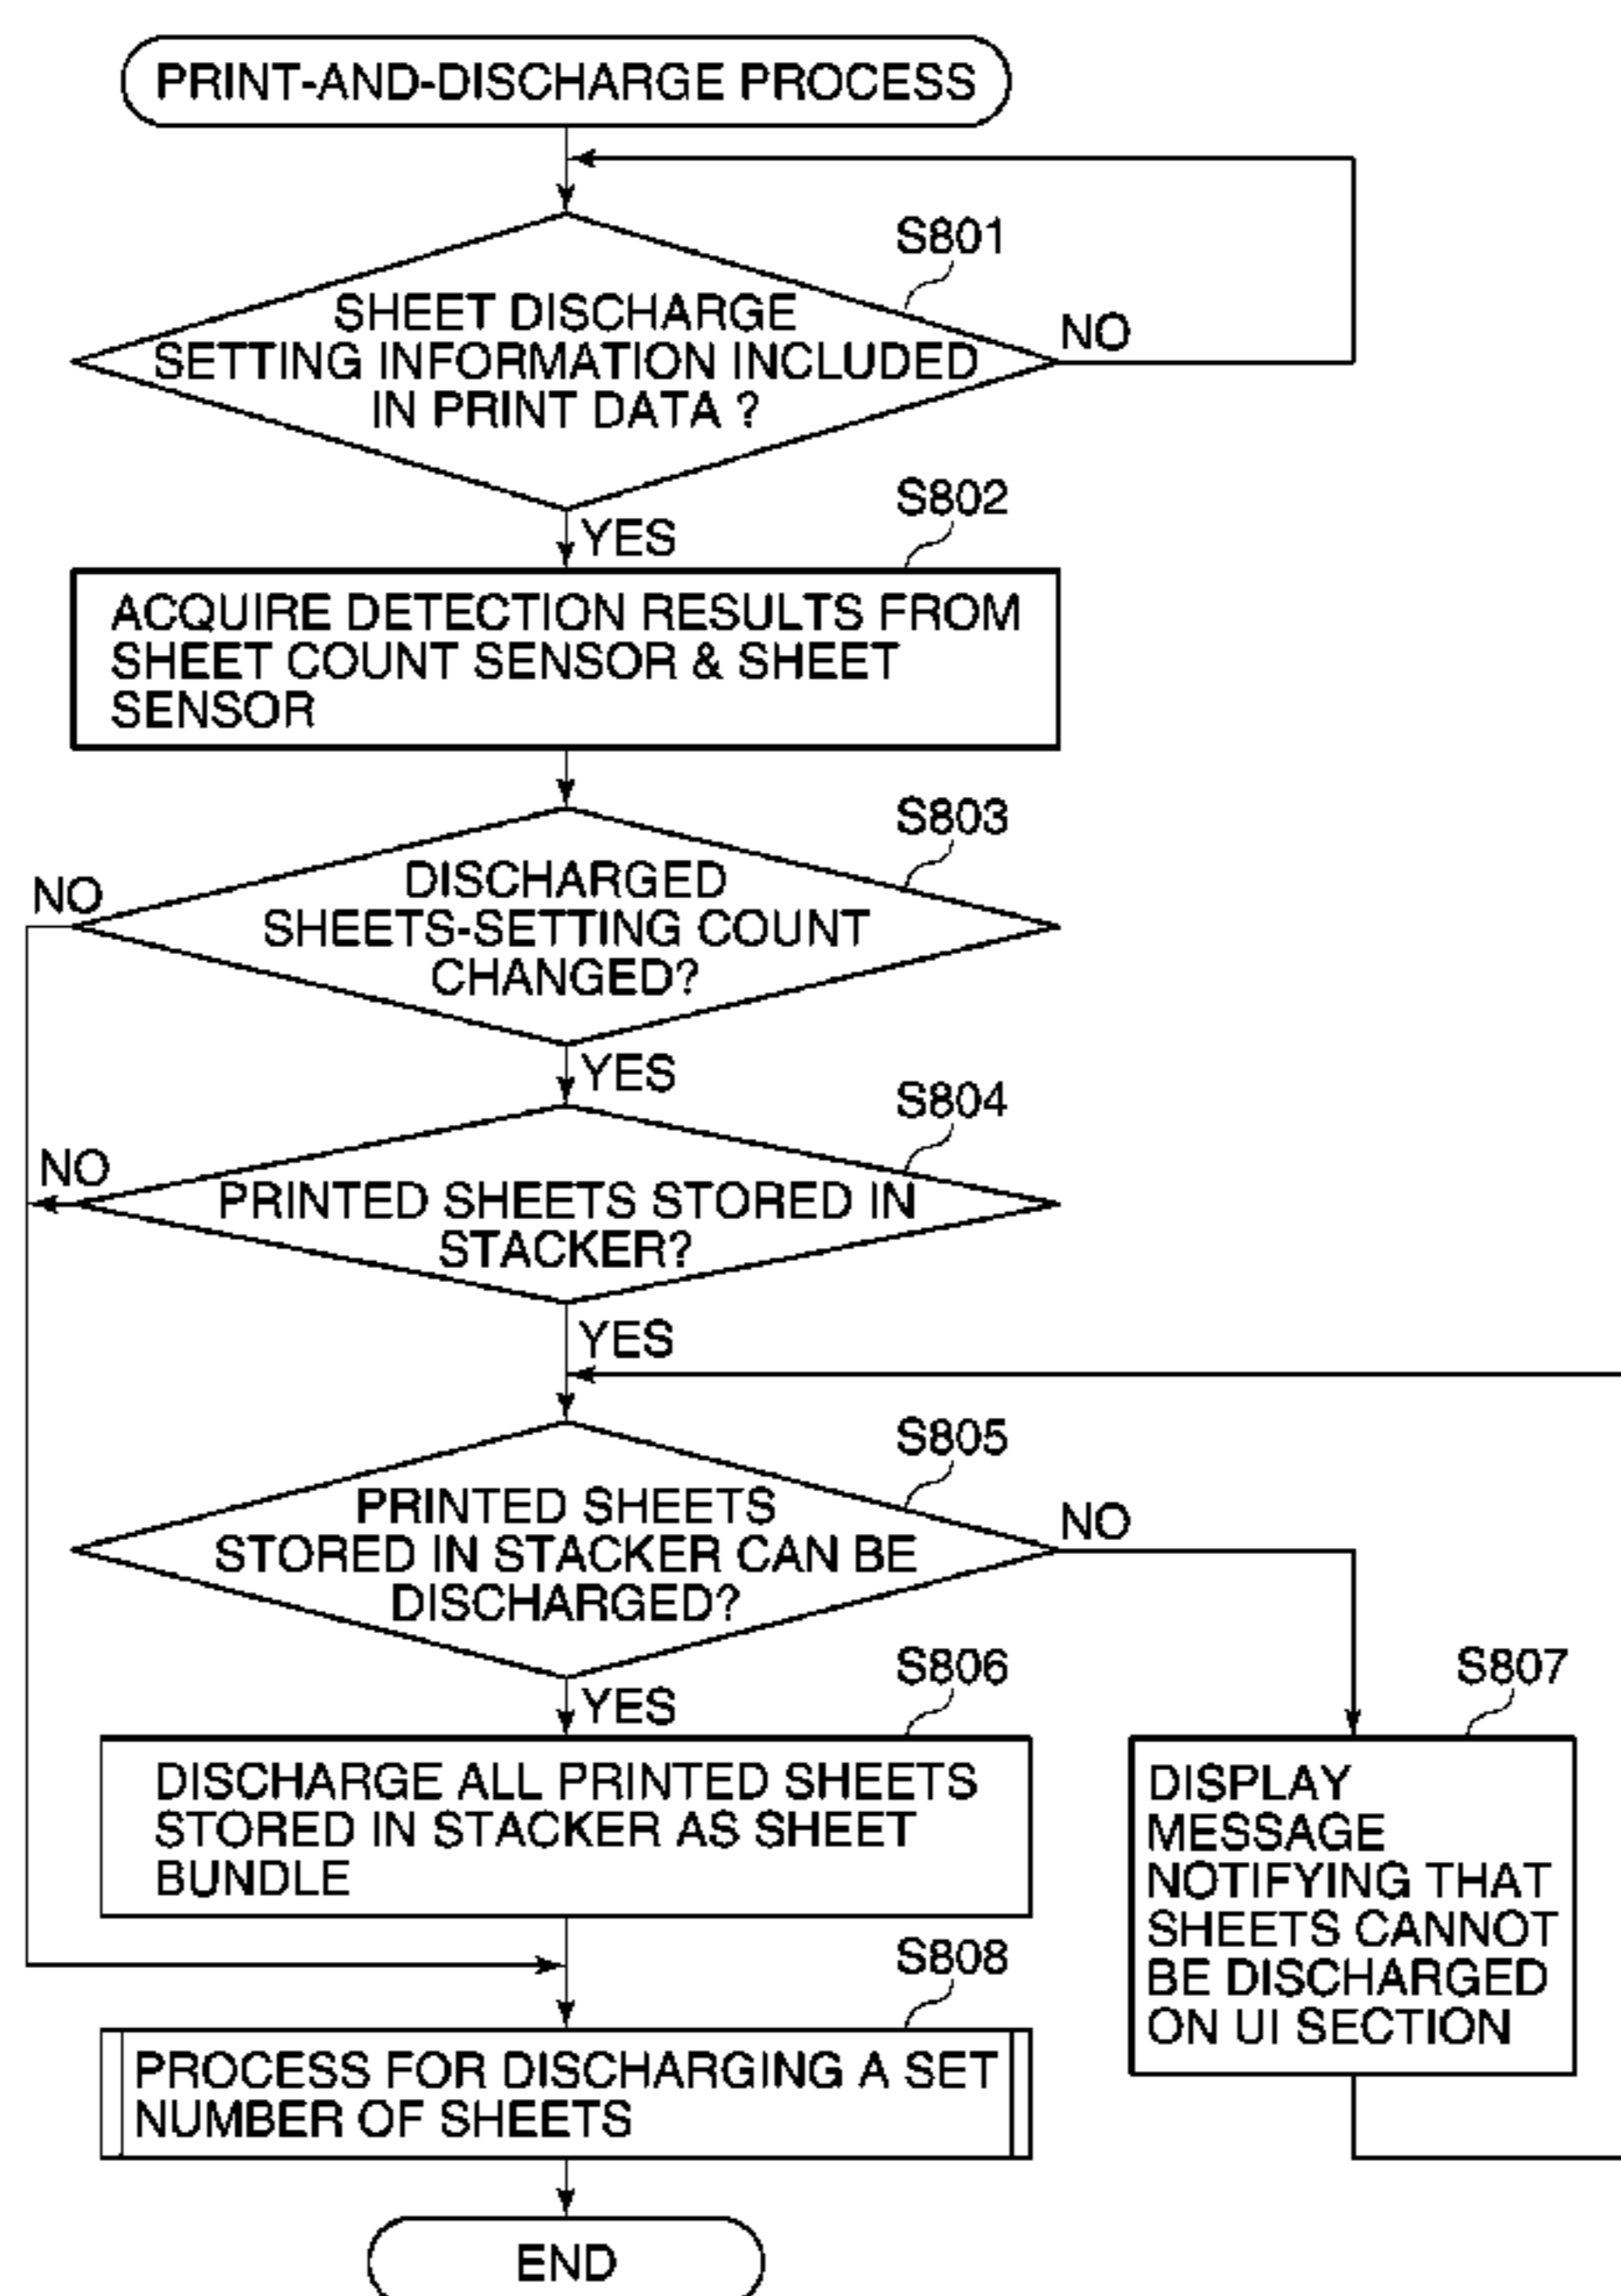 PRINT-AND-DISCHARGE PROCESS
S801
SHEET DISCHARGE
SETTING INFORMATION INCLUDED
IN PRINT DATA ?
NO
YES
S802
ACQUIRE DETECTION RESULTS FROM
SHEET COUNT SENSOR & SHEET
SENSOR
S803
NO
DISCHARGED
SHEETS-SETTING COUNT
CHANGED?
YES
S804
NO
PRINTED SHEETS STORED IN
STACKER?
YES
S805
PRINTED SHEETS
STORED IN STACKER CAN BE
DISCHARGED?
NO
YES
S806
DISCHARGE ALL PRINTED SHEETS
STORED IN STACKER AS SHEET
BUNDLE
S807
DISPLAY
MESSAGE
NOTIFYING THAT
SHEETS CANNOT
BE DISCHARGED
ON UI SECTION
S808
PROCESS FOR DISCHARGING A SET
NUMBER OF SHEETS
END